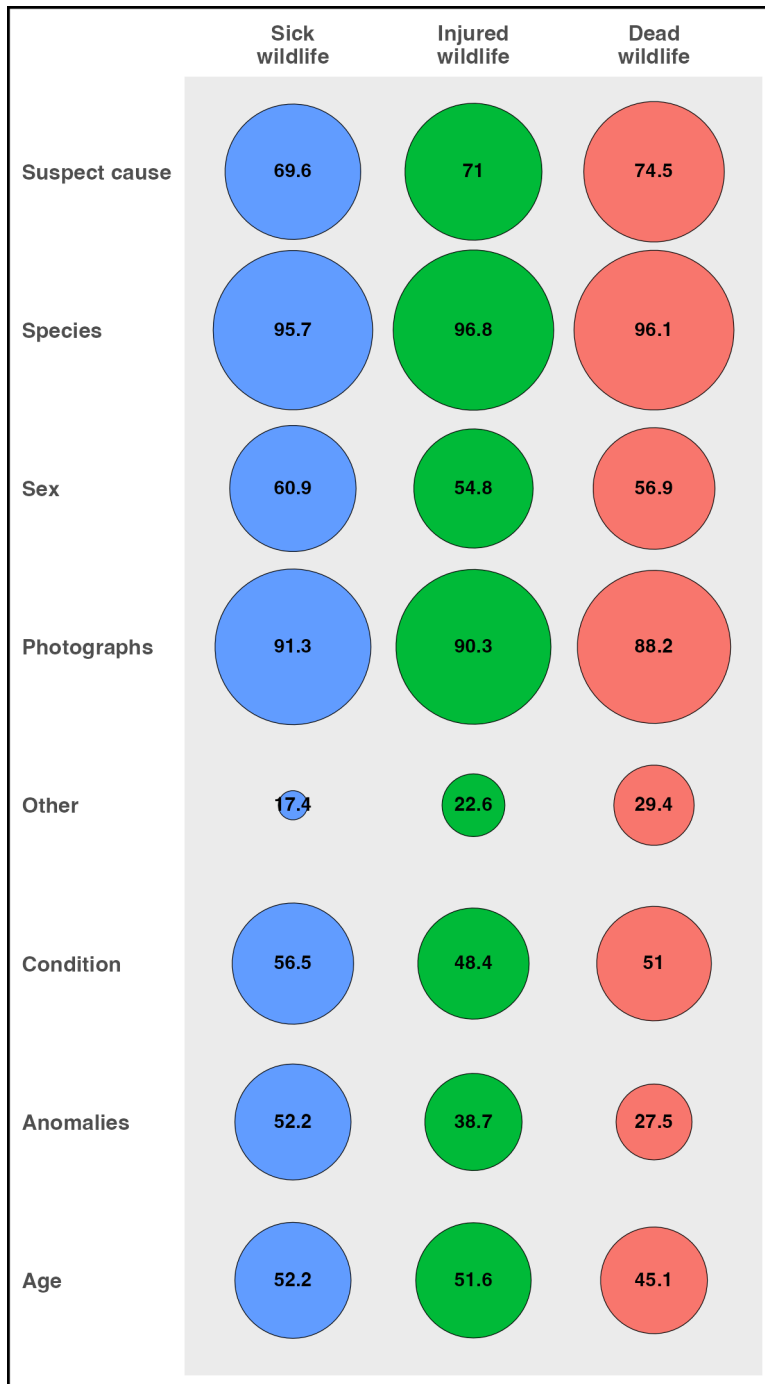 Sick Injured Dead
wildlife wildlife wildlife
Suspect cause 69.6 71 74.5
Species 95.7 96.8 96.1
Sex 60.9 54.8 56.9
Photographs 91.3 90.3 88.2
Other 17.4 22.6 29.4
Condition 56.5 48.4 51
Anomalies 52.2 38.7 27.5
Age 52.2 51.6 45.1